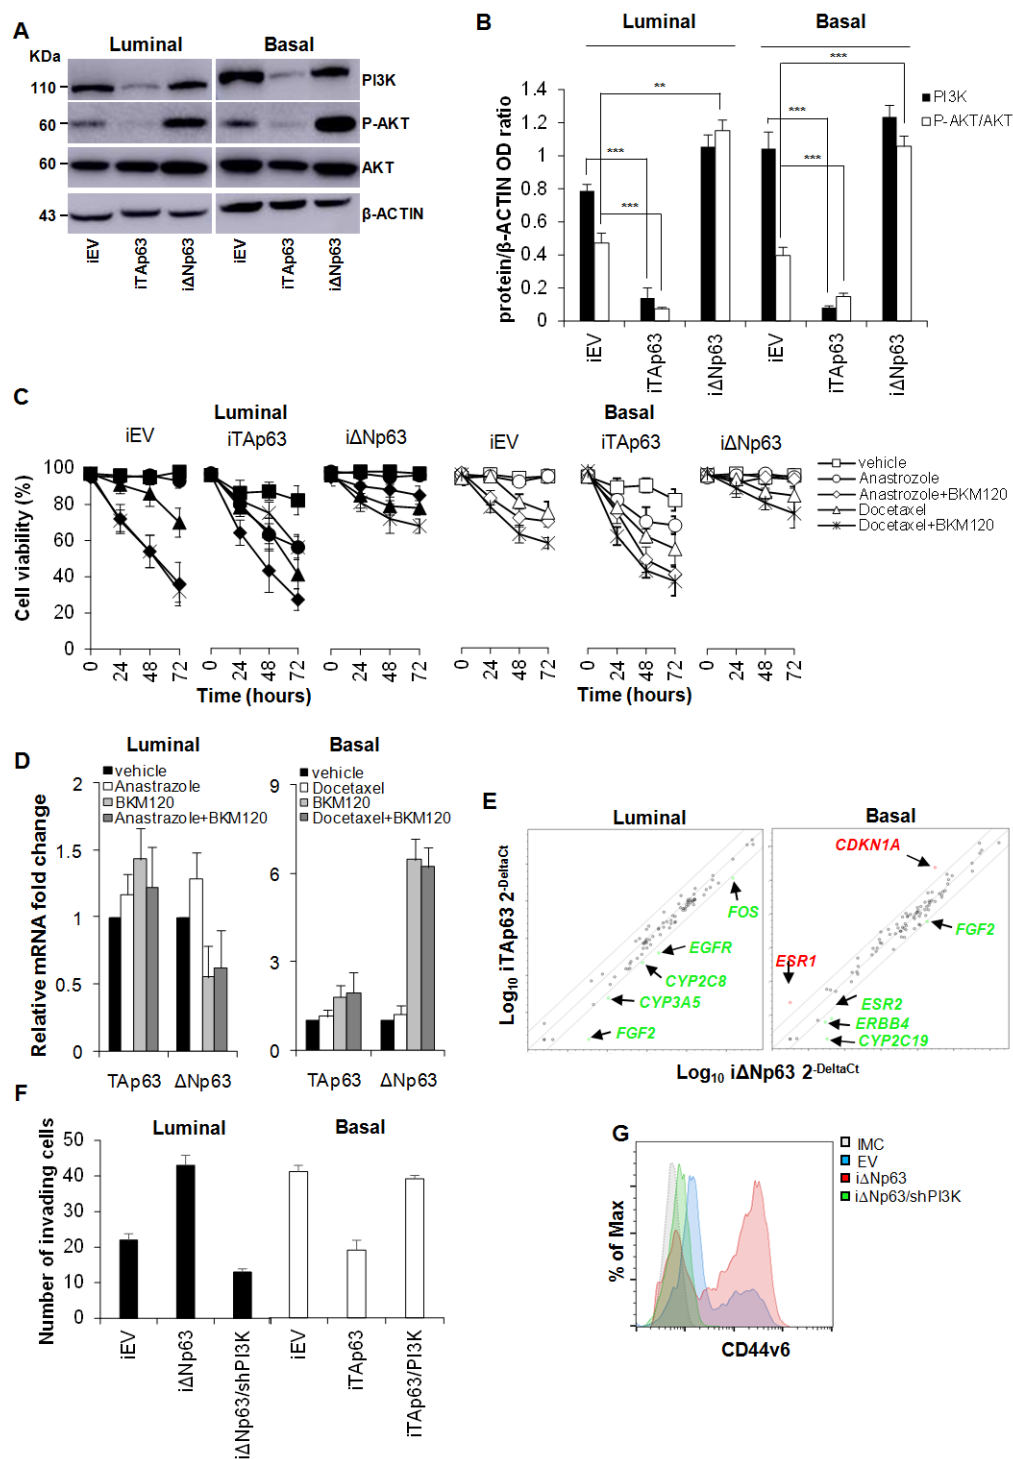 A
KDa
Luminal
Basal
110
PI3K
60
P-AKT
60
AKT
43
β-ACTIN
iEV
iTAp63
iΔNp63
iEV
iTAp63
iΔNp63
B
Luminal
Basal
protein/β-ACTIN OD ratio
1.4
1.2
1
0.8
0.6
0.4
0.2
0
***
***
**
***
***
***
PI3K
P-AKT/AKT
iEV
iTAp63
iΔNp63
iEV
iTAp63
iΔNp63
C
Luminal
Basal
iEV
iTAp63
iΔNp63
iEV
iTAp63
iΔNp63
Cell viability (%)
100
80
60
40
20
0
0 24 48 72
0 24 48 72
0 24 48 72
0 24 48 72
0 24 48 72
0 24 48 72
Time (hours)
Time (hours)
vehicle
Anastrozole
Anastrozole+BKM120
Docetaxel
Docetaxel+BKM120
D
Luminal
Basal
Relative mRNA fold change
2
1.5
1
0.5
0
vehicle
Anastrazole
BKM120
Anastrazole+BKM120
TAp63 ΔNp63
9
6
3
0
vehicle
Docetaxel
BKM120
Docetaxel+BKM120
TAp63 ΔNp63
E
Luminal
Basal
Log10 iTAp63 2-DeltaCt
FOS
EGFR
CYP2C8
CYP3A5
FGF2
CDKN1A
FGF2
ESR1
ESR2
ERBB4
CYP2C19
Log10 iΔNp63 2-DeltaCt
F
Luminal
Basal
Number of invading cells
50
40
30
20
10
0
iEV
iΔNp63
iΔNp63/shPI3K
iEV
iTAp63
iTAp63/PI3K
G
IMC
EV
iΔNp63
iΔNp63/shPI3K
% of Max
CD44v6